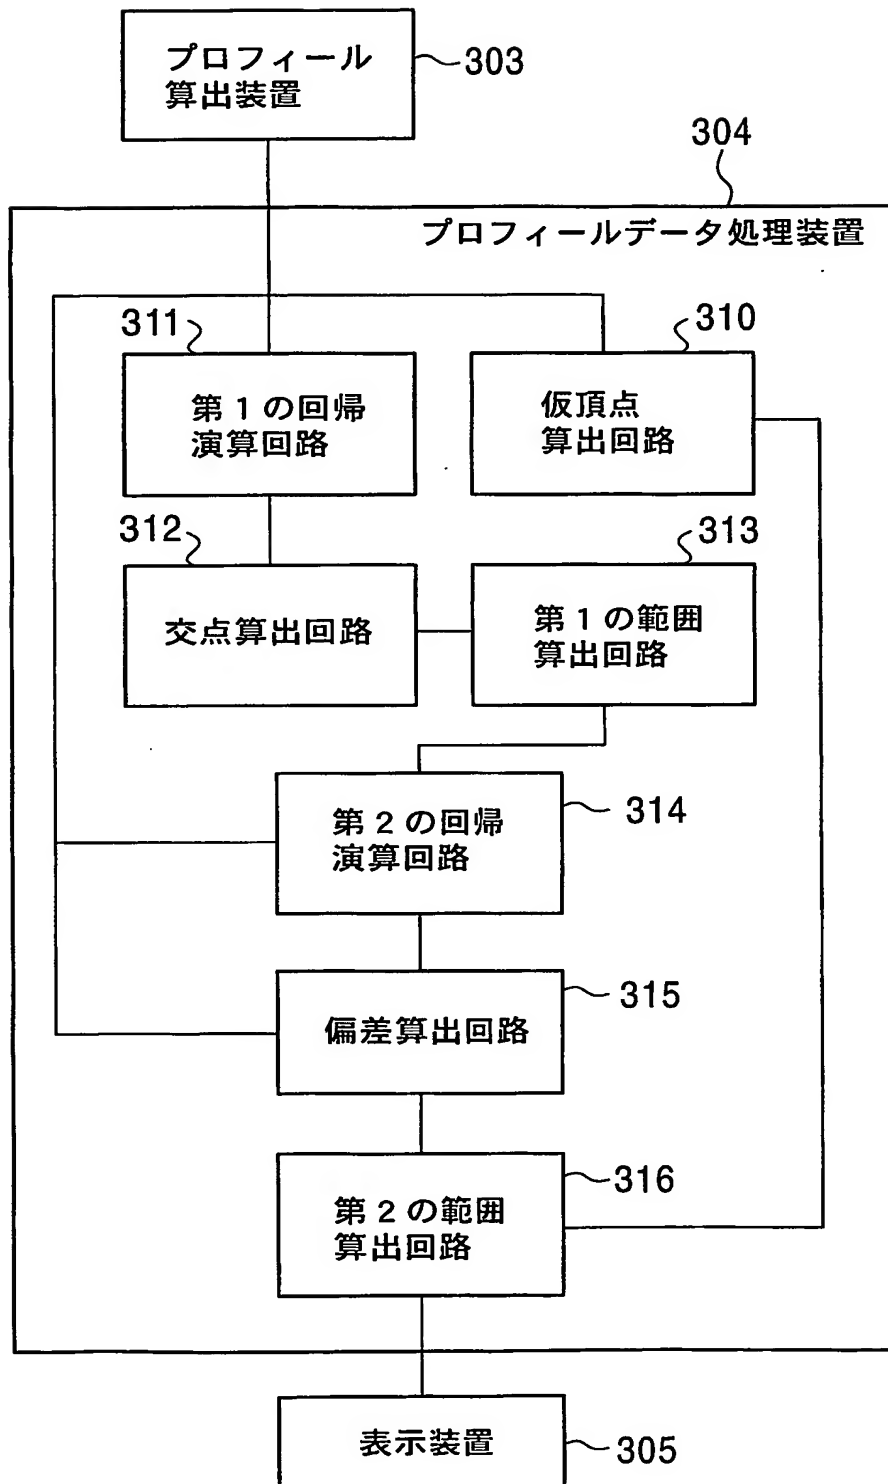 プロフィール
算出装置
303
304
プロフィールデータ処理装置
311
310
第1の回帰
演算回路
仮頂点
算出回路
312
313
交点算出回路
第1の範囲
算出回路
第2の回帰
演算回路
314
偏差算出回路
315
第2の範囲
算出回路
316
表示装置
305